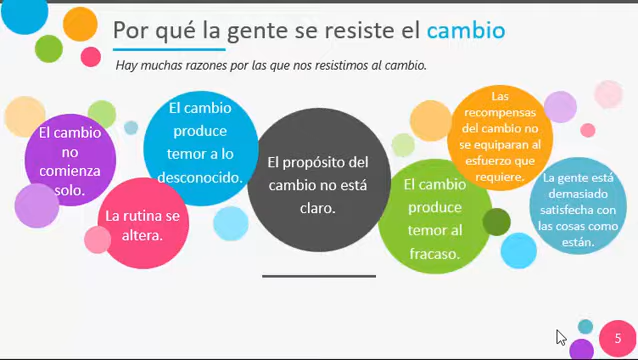 Por qué la gente se resiste el cambio
Hay muchas razones por las que nos resistimos al cambio.
El cambio
no
comienza
solo.
La rutina se
altera.
El cambio
produce
temor a lo
desconocido.
El propósito del
cambio no está
claro.
El cambio
produce
temor al
fracaso.
Las
recompensas
del cambio no
se equiparan al
esfuerzo que
requiere.
La gente está
demasiado
satisfecha con
las cosas como
están.
5